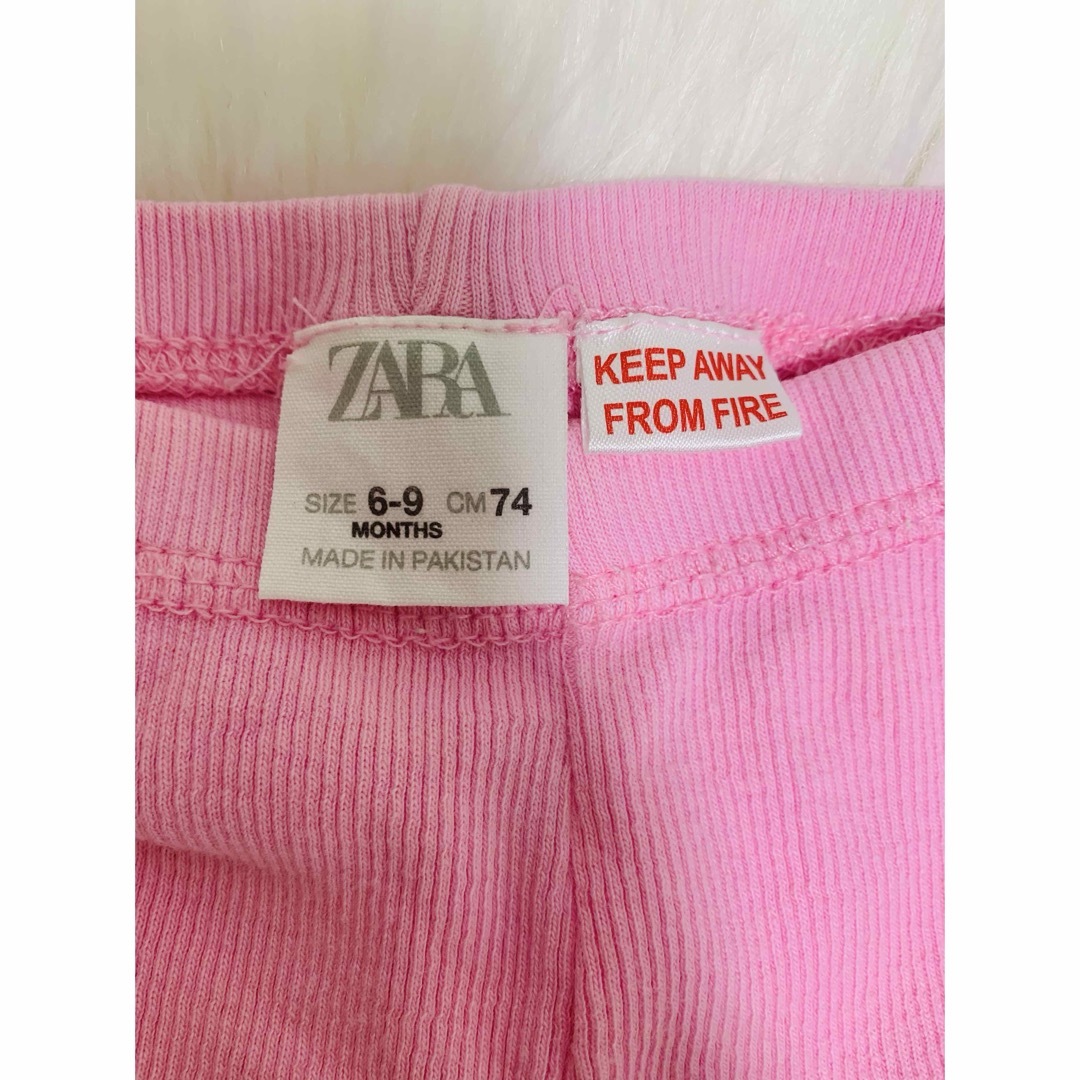 ZARA
SIZE 6-9 CM 74
MONTHS
MADE IN PAKISTAN
KEEP AWAY
FROM FIRE